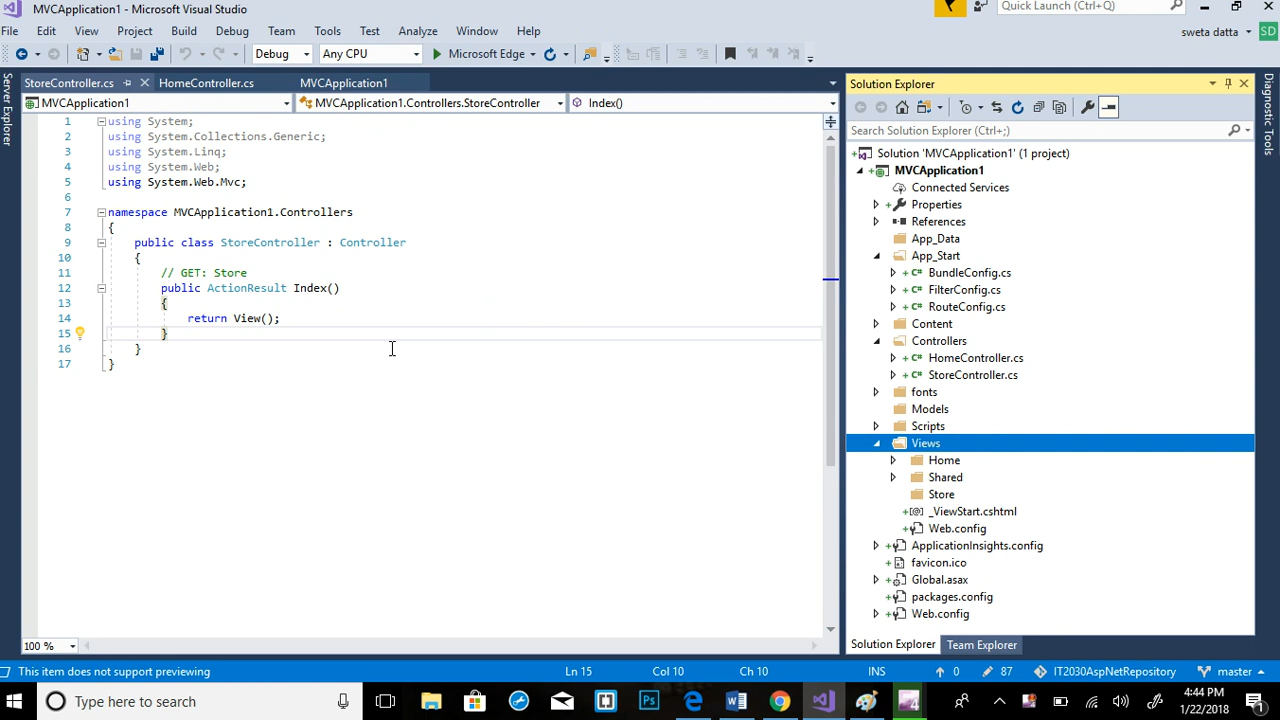 MVCApplication1 - Microsoft Visual Studio
Quick Launch (Ctrl+Q)
File Edit View Project Build Debug Team Tools Test Analyze Window Help
sweta datta SD
Debug Any CPU Microsoft Edge
Server Explorer
StoreController.cs HomeController.cs MVCApplication1
MVCApplication1 MVCApplication1.Controllers.StoreController Index()
1 using System;
2 using System.Collections.Generic;
3 using System.Linq;
4 using System.Web;
5 using System.Web.Mvc;
6
7 namespace MVCApplication1.Controllers
8 {
9 public class StoreController : Controller
10 {
11 // GET: Store
12 public ActionResult Index()
13 {
14 return View();
15 }
16 }
17 }
100 %
Solution Explorer
Search Solution Explorer (Ctrl+;)
Solution 'MVCApplication1' (1 project)
MVCApplication1
Connected Services
Properties
References
App_Data
App_Start
BundleConfig.cs
FilterConfig.cs
RouteConfig.cs
Content
Controllers
HomeController.cs
StoreController.cs
fonts
Models
Scripts
Views
Home
Shared
Store
_ViewStart.cshtml
Web.config
ApplicationInsights.config
favicon.ico
Global.asax
packages.config
Web.config
Solution Explorer Team Explorer
Diagnostic Tools
This item does not support previewing Ln 15 Col 10 Ch 10 INS 0 87 IT2030AspNetRepository master
Type here to search
4:44 PM
1/22/2018